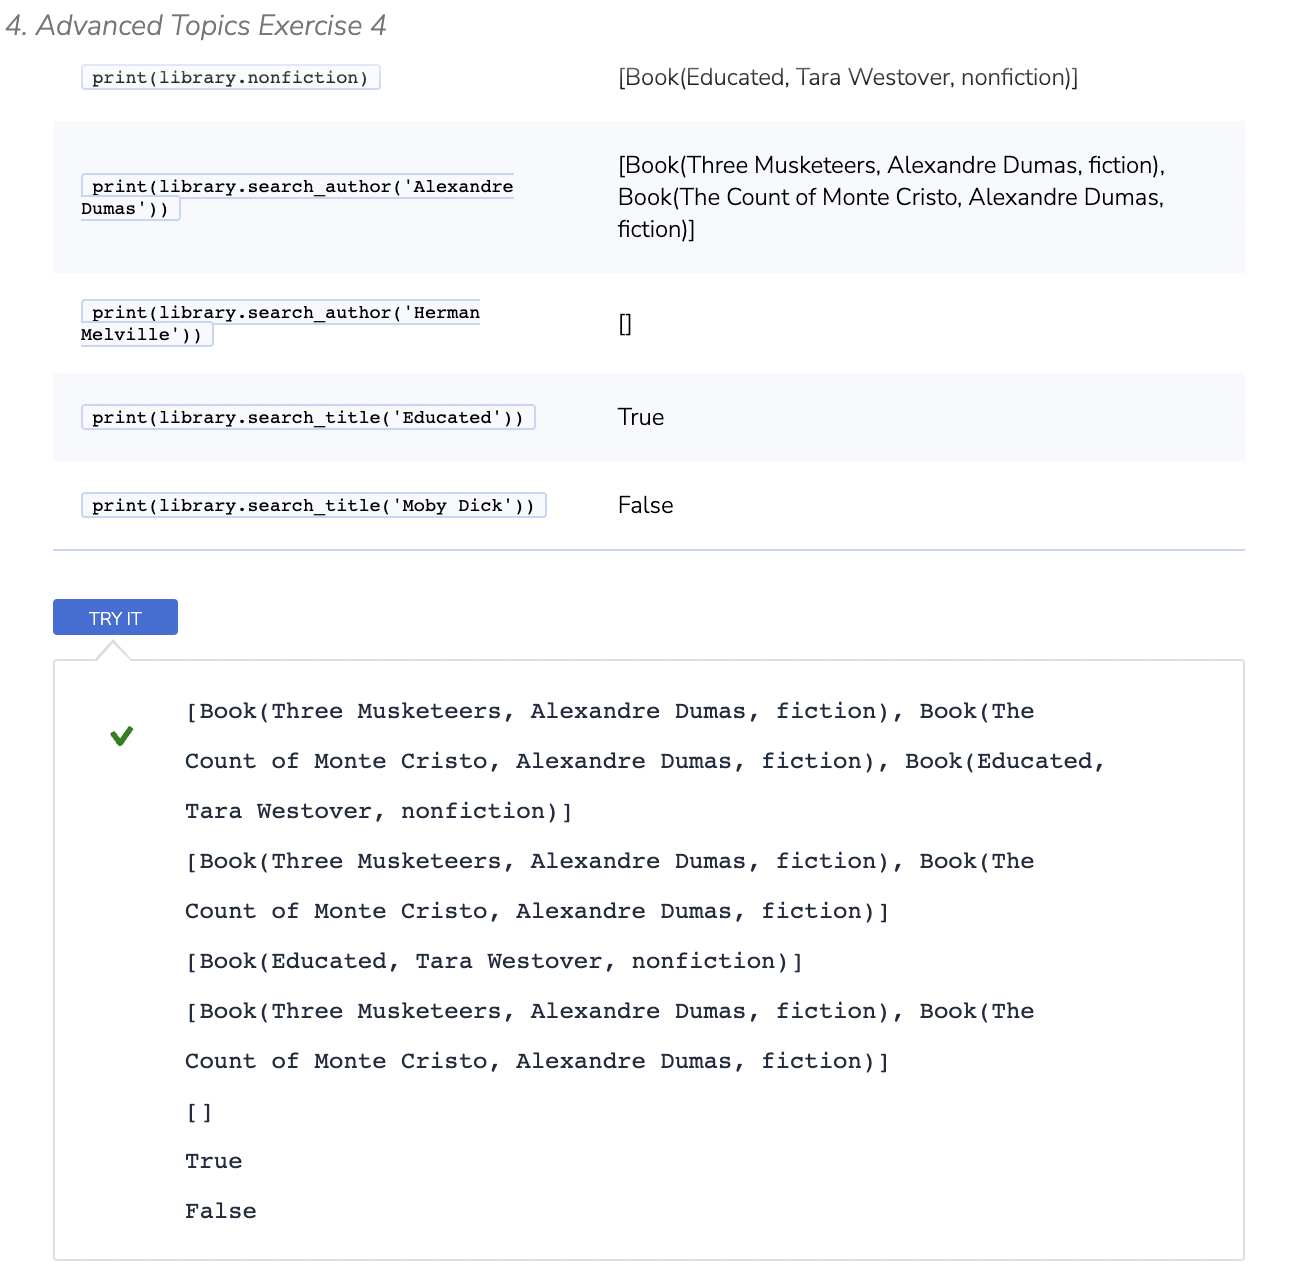 4. Advanced Topics Exercise 4
print(library.nonfiction)
[Book(Educated, Tara Westover, nonfiction)]
print(library.search_author('Alexandre
Dumas'))
[Book(Three Musketeers, Alexandre Dumas, fiction),
Book(The Count of Monte Cristo, Alexandre Dumas,
fiction)]
print(library.search_author('Herman
Melville'))
[]
print(library.search_title('Educated'))
True
print(library.search_title('Moby Dick'))
False
TRY IT
[Book(Three Musketeers, Alexandre Dumas, fiction), Book(The
Count of Monte Cristo, Alexandre Dumas, fiction), Book(Educated,
Tara Westover, nonfiction)]
[Book(Three Musketeers, Alexandre Dumas, fiction), Book(The
Count of Monte Cristo, Alexandre Dumas, fiction)]
[Book(Educated, Tara Westover, nonfiction)]
[Book(Three Musketeers, Alexandre Dumas, fiction), Book(The
Count of Monte Cristo, Alexandre Dumas, fiction)]
[]
True
False